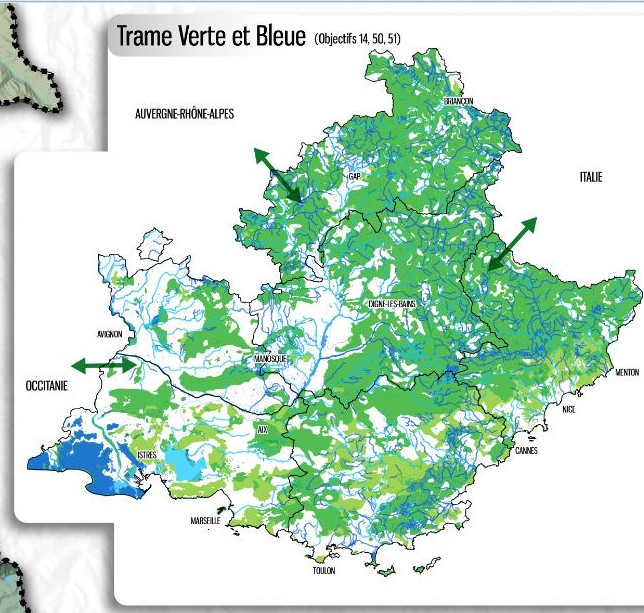 Trame Verte et Bleue (Objectifs 14, 50, 51)
BRIANÇON
AUVERGNE-RHÔNE-ALPES
GAP
ITALIE
DIGNE-LES-BAINS
AVIGNON
MANOSQUE
OCCITANIE
MENTON
NICE
AIX
CANNES
ISTRES
MARSEILLE
TOULON